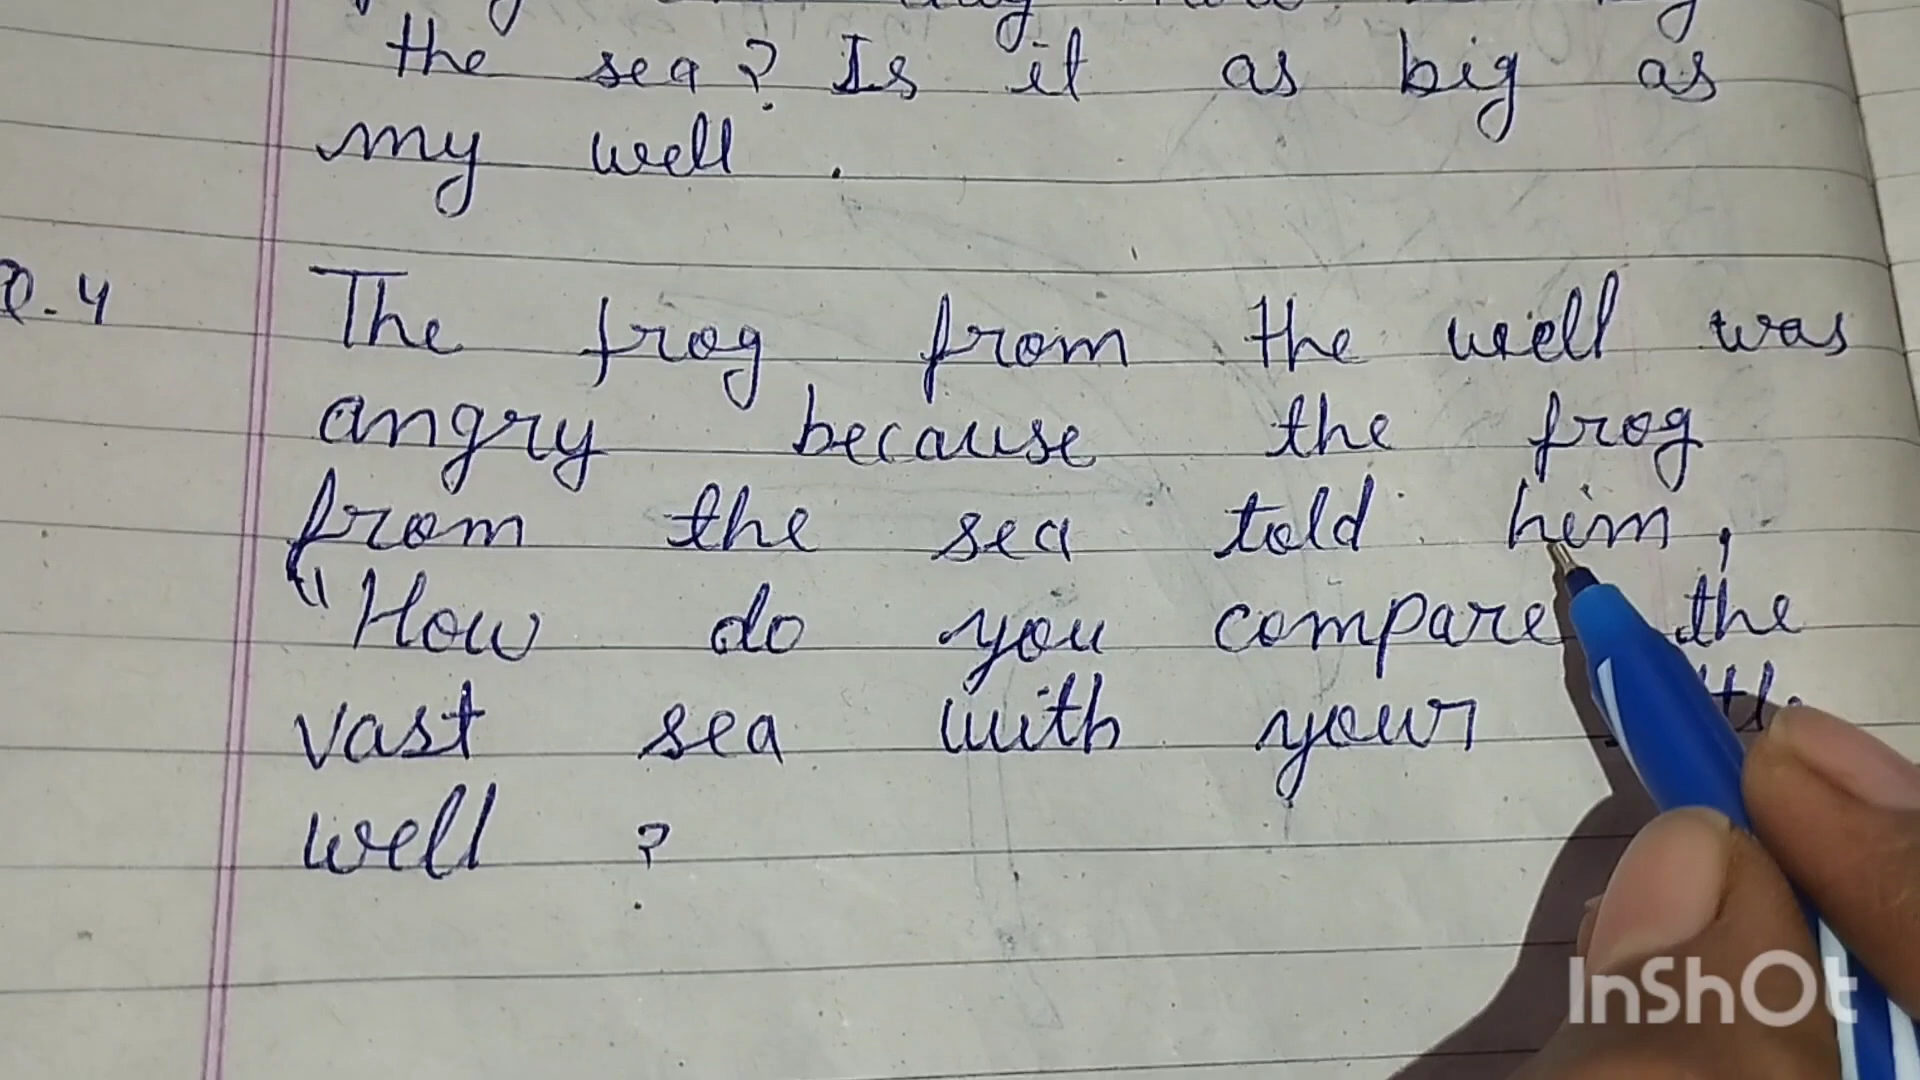 the sea? Is it as big as
my well .
Q.4 The frog from the well was
angry because the frog
from the sea told him,
"How do you compare the
vast sea with your
well ?
InShOt